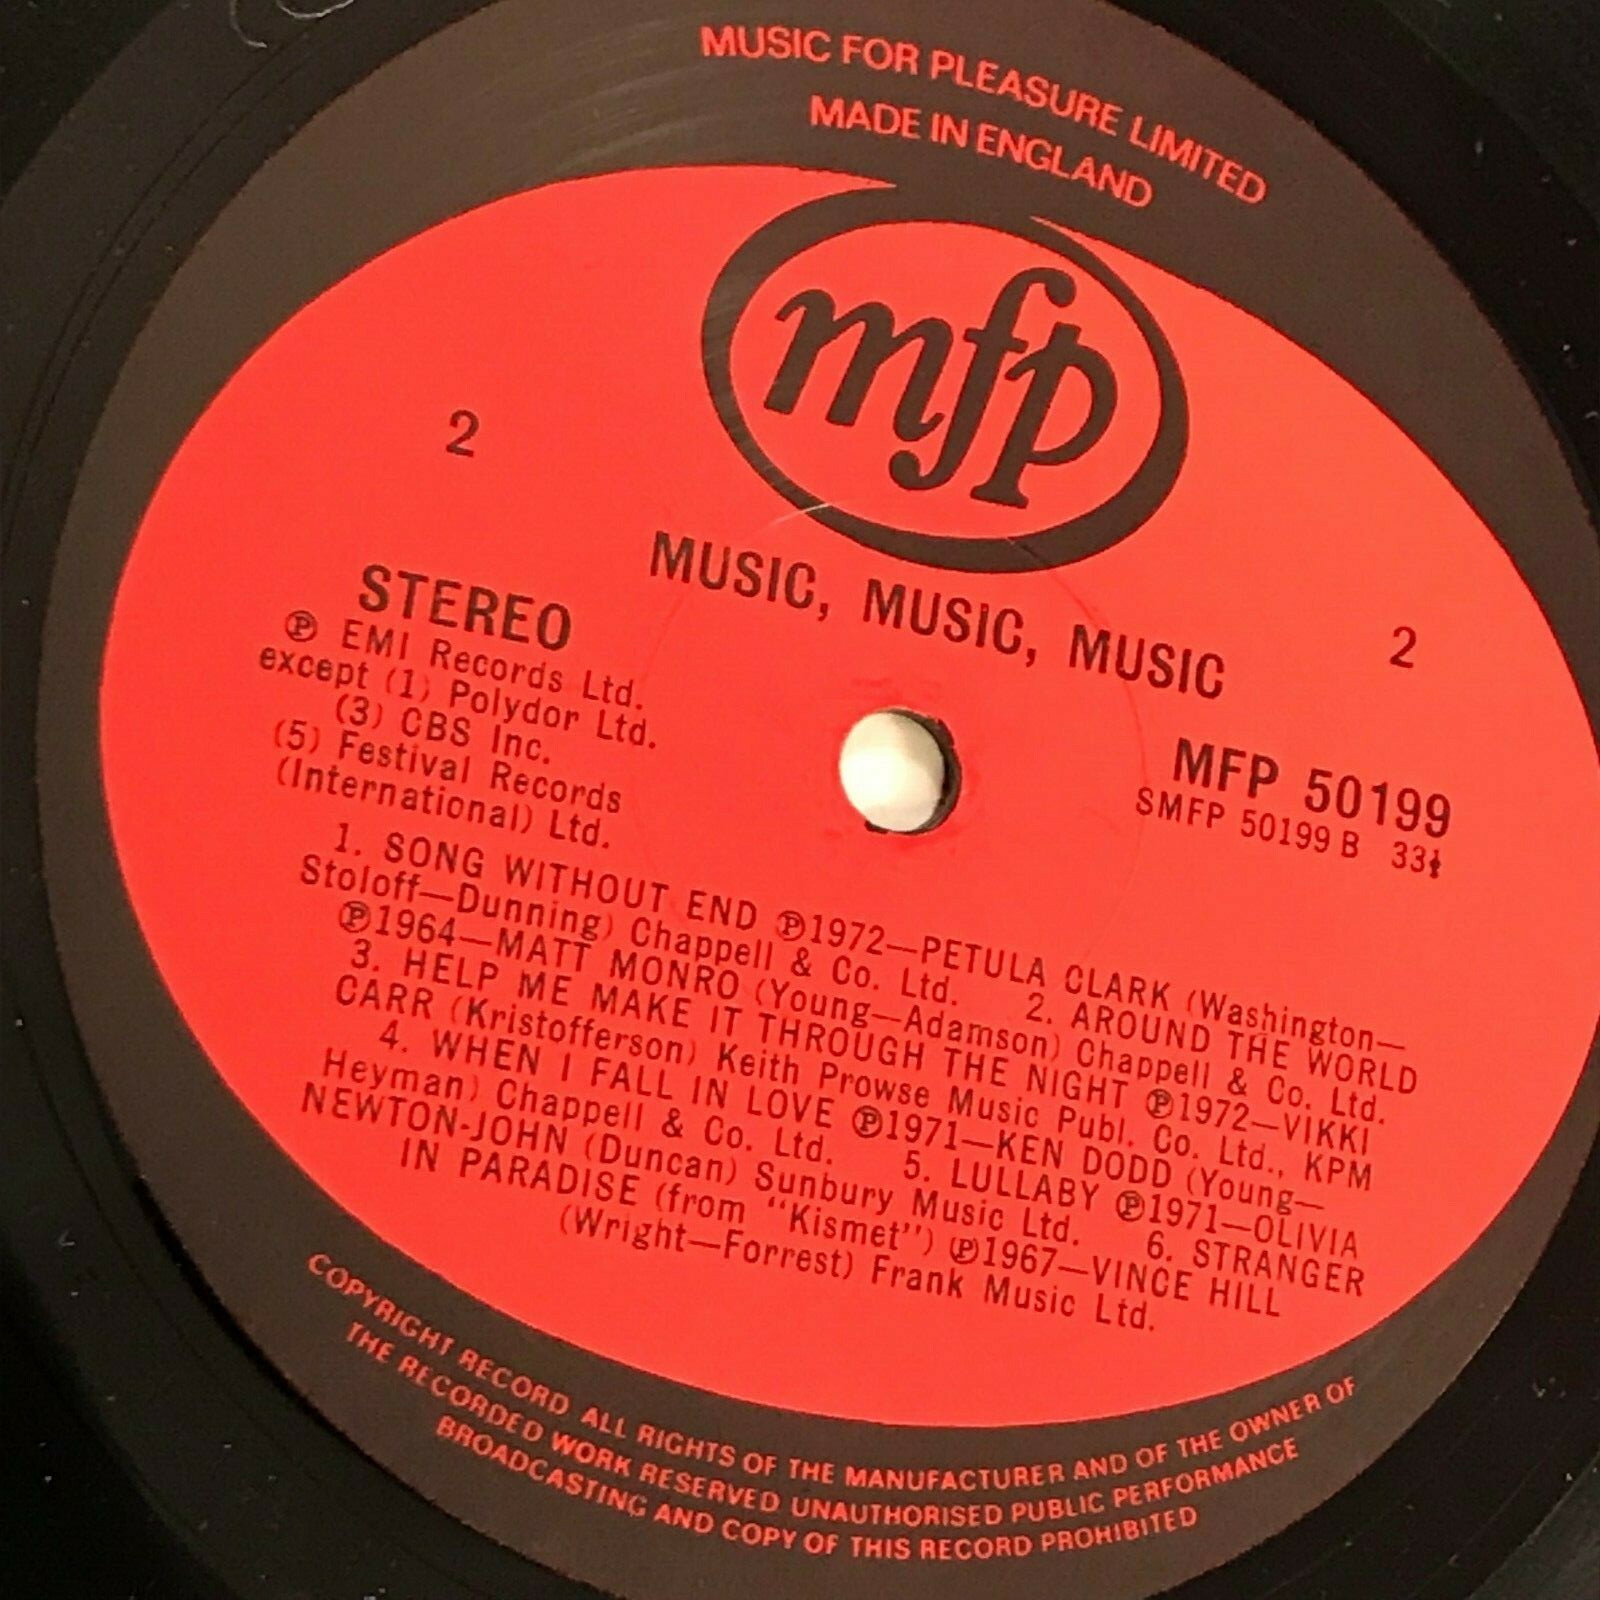 MUSIC FOR PLEASURE LIMITED
MADE IN ENGLAND
mfp
2
MUSIC, MUSIC, MUSIC
2
STEREO
Ⓟ EMI Records Ltd.
except (1) Polydor Ltd.
(3) CBS Inc.
(5) Festival Records
(International) Ltd.
MFP 50199
SMFP 50199 B 33⅓
1. SONG WITHOUT END Ⓟ1972—PETULA CLARK (Washington—
Stoloff—Dunning) Chappell & Co. Ltd. 2. AROUND THE WORLD
Ⓟ1964—MATT MONRO (Young—Adamson) Chappell & Co. Ltd.
3. HELP ME MAKE IT THROUGH THE NIGHT Ⓟ1972—VIKKI
CARR (Kristofferson) Keith Prowse Music Publ. Co. Ltd., KPM
4. WHEN I FALL IN LOVE Ⓟ1971—KEN DODD (Young—
Heyman) Chappell & Co. Ltd. 5. LULLABY Ⓟ1971—OLIVIA
NEWTON-JOHN (Duncan) Sunbury Music Ltd. 6. STRANGER
IN PARADISE (from "Kismet") Ⓟ1967—VINCE HILL
(Wright—Forrest) Frank Music Ltd.
COPYRIGHT RECORD ALL RIGHTS OF THE MANUFACTURER AND OF THE OWNER OF
THE RECORDED WORK RESERVED UNAUTHORISED PUBLIC PERFORMANCE
BROADCASTING AND COPY OF THIS RECORD PROHIBITED